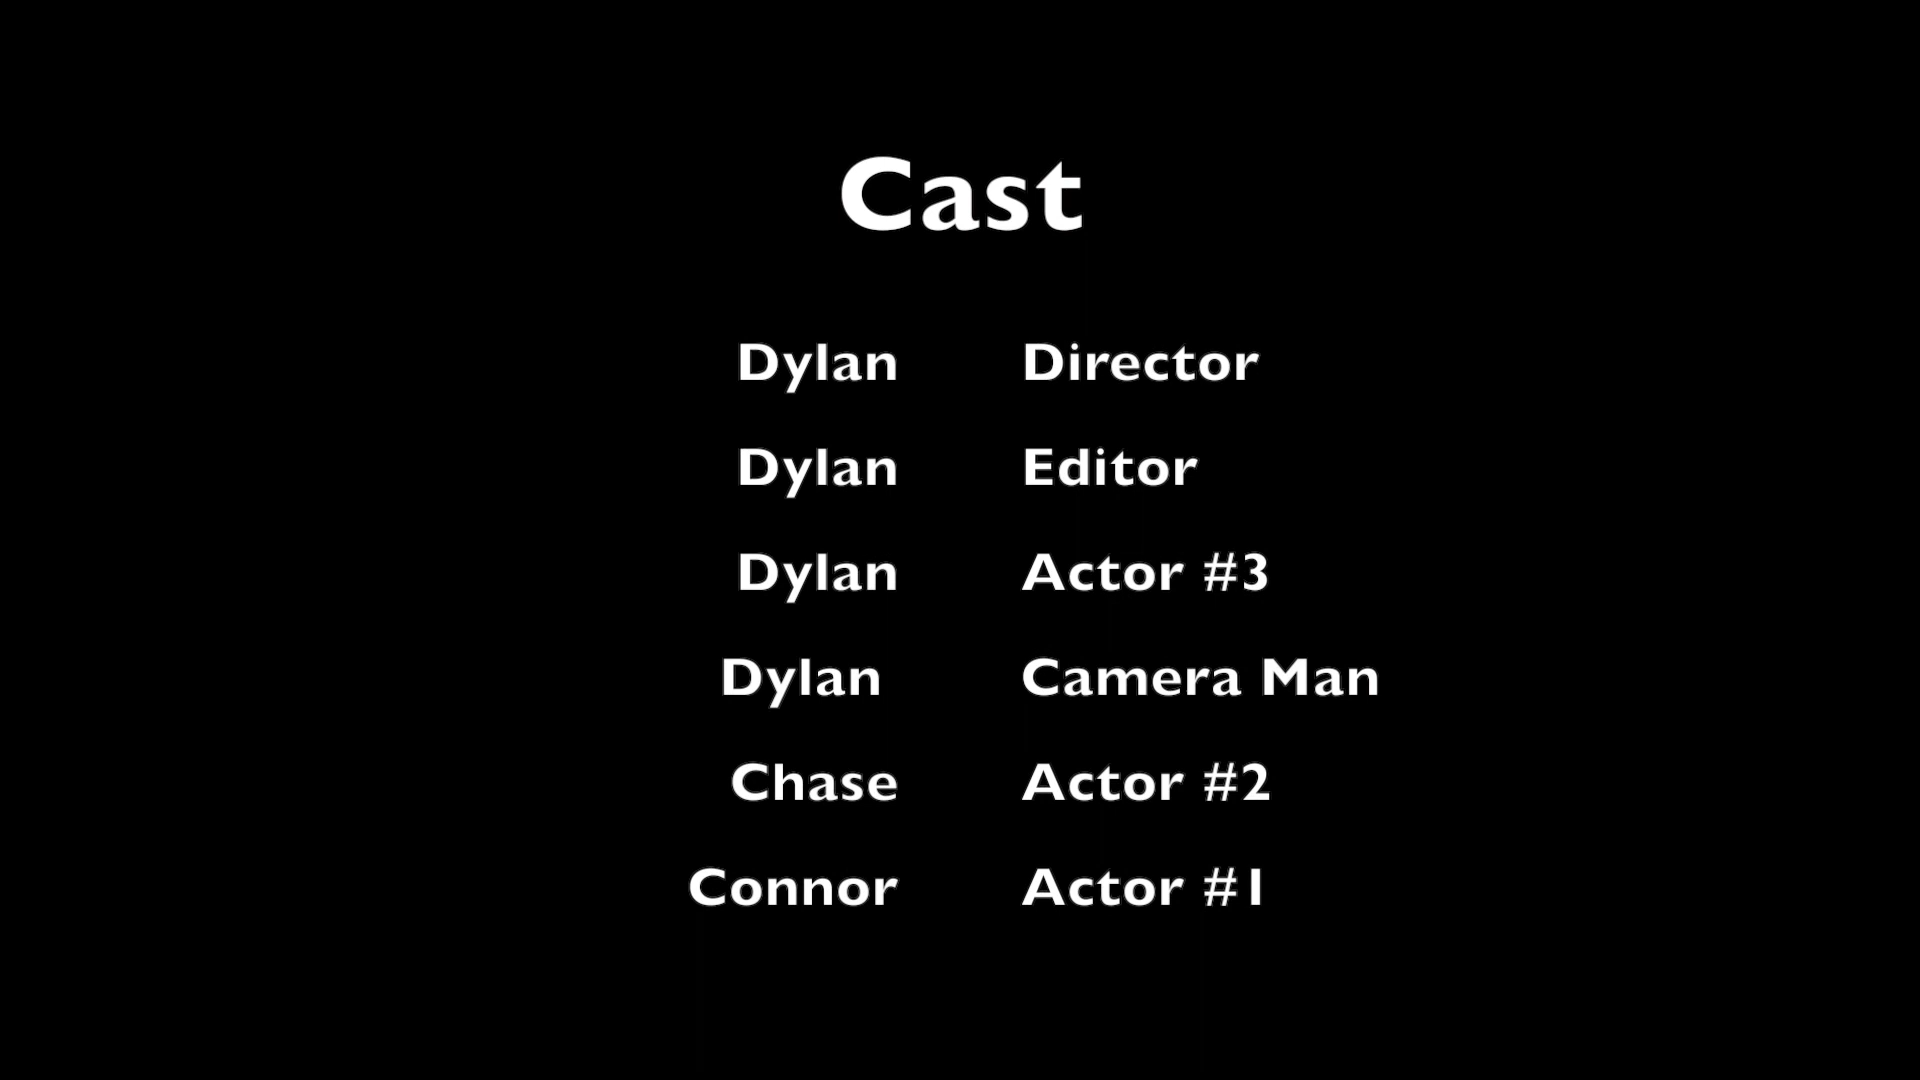 Cast
Dylan Director
Dylan Editor
Dylan Actor #3
Dylan Camera Man
Chase Actor #2
Connor Actor #1